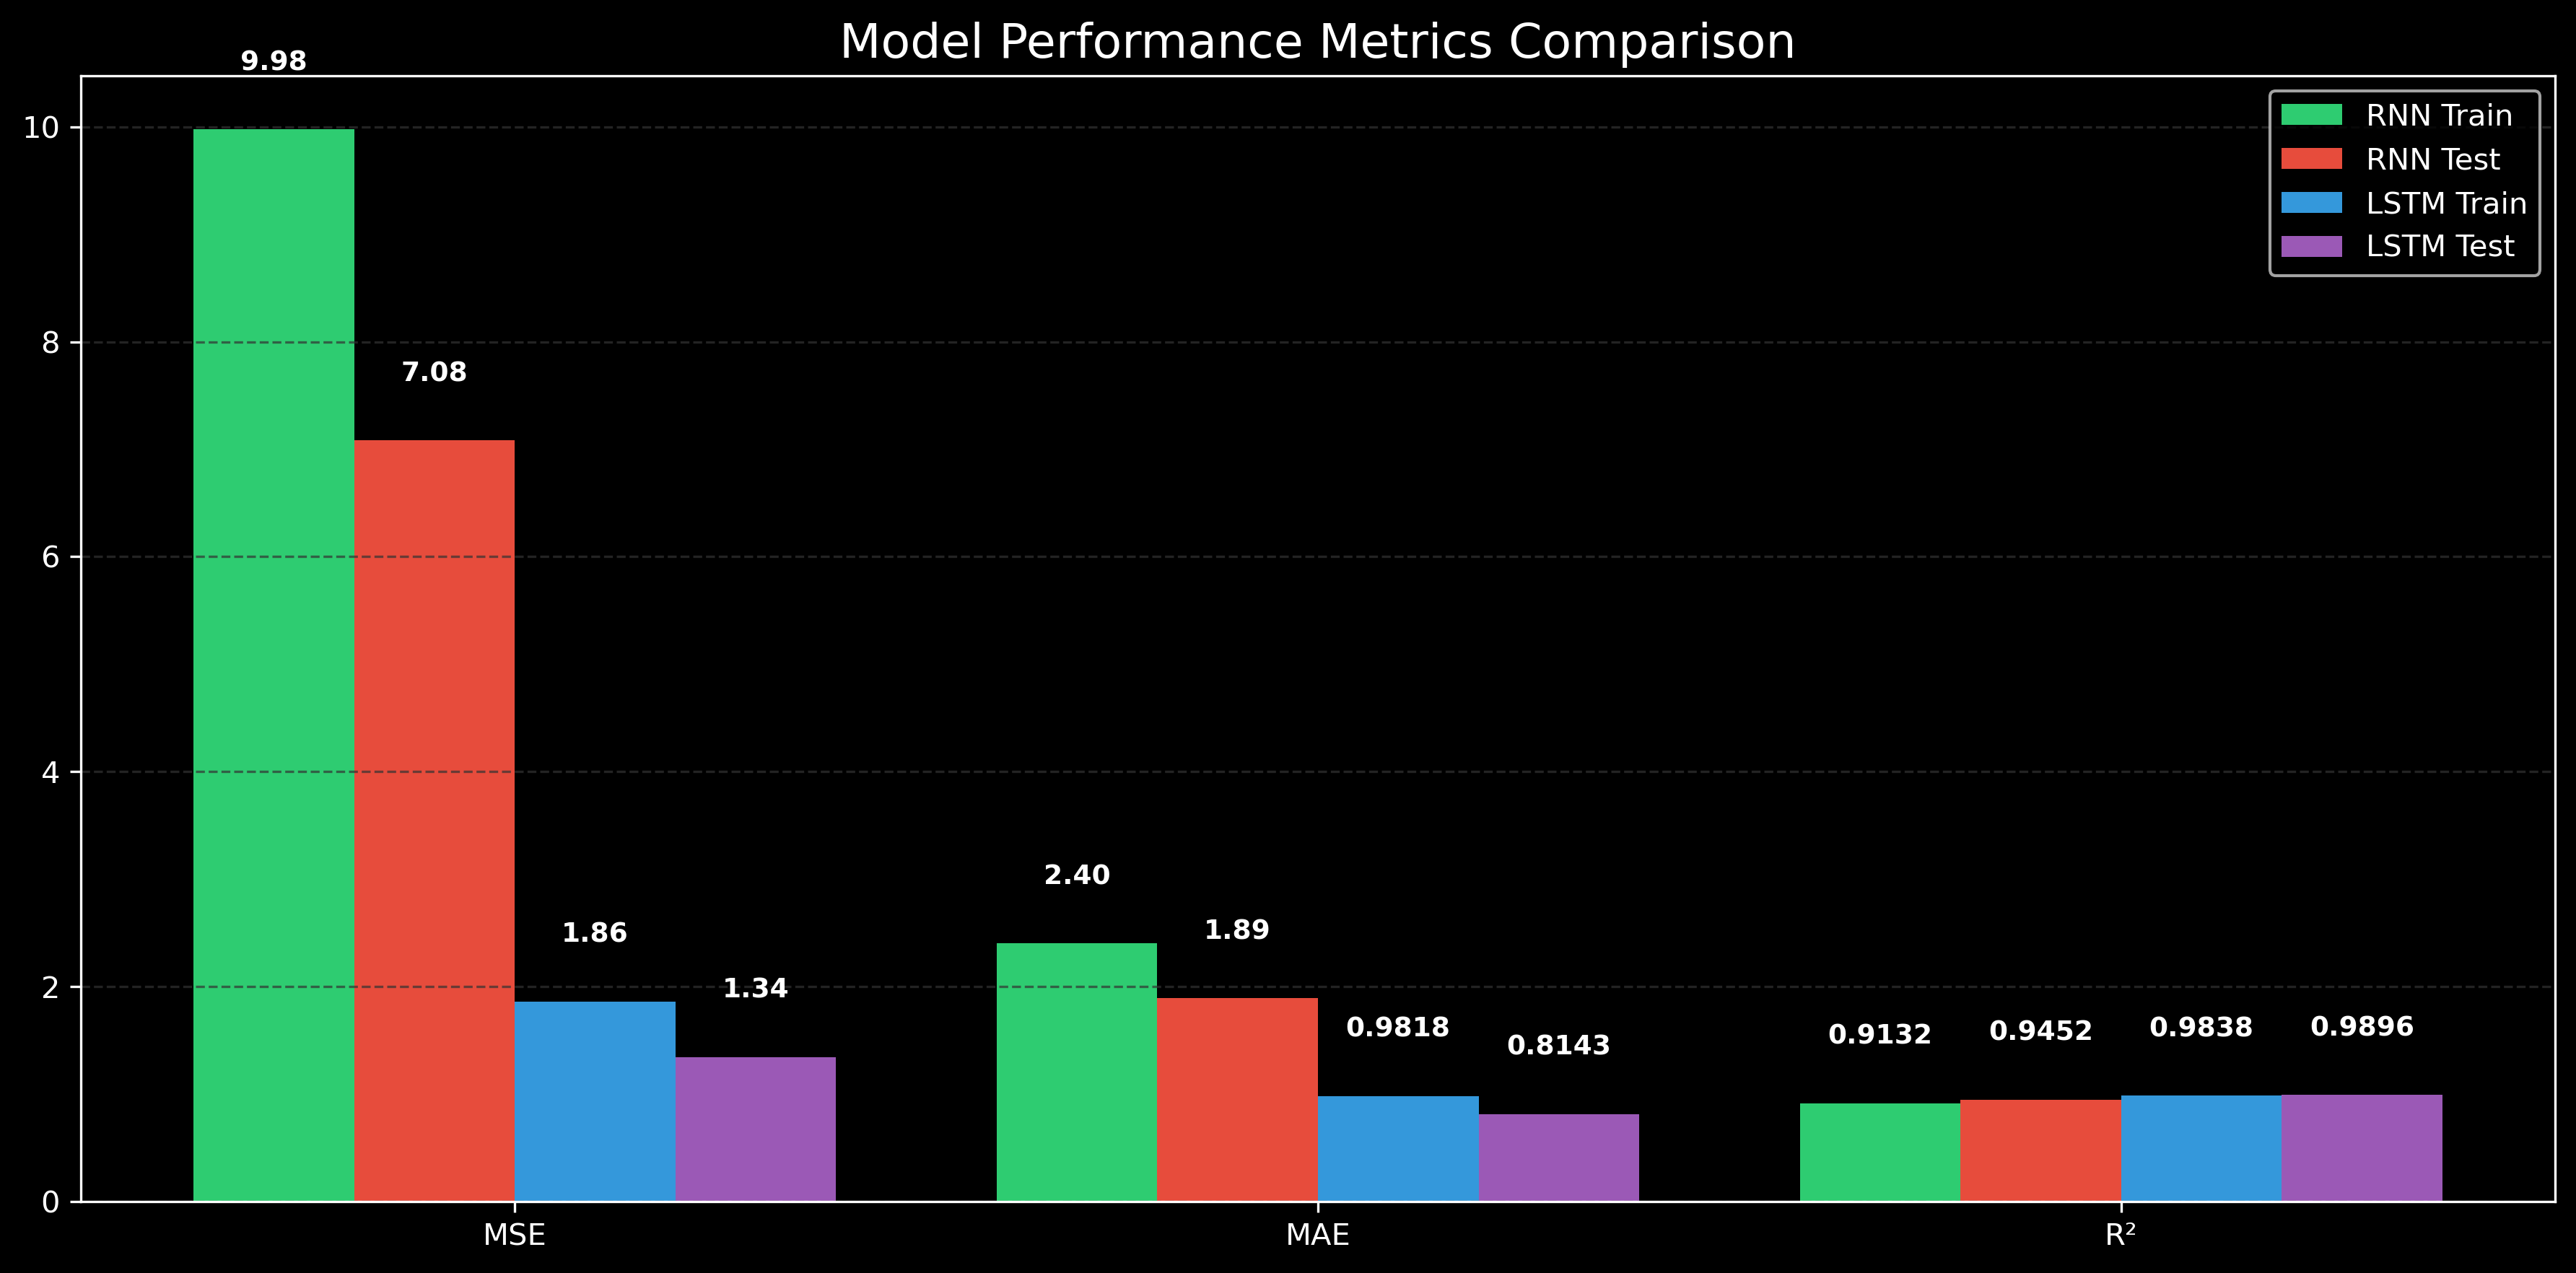 Model Performance Metrics Comparison
9.98
10
8
6
4
2
0
7.08
1.86
1.34
2.40
1.89
0.9818
0.8143
0.9132
0.9452
0.9838
0.9896
RNN Train
RNN Test
LSTM Train
LSTM Test
MSE
MAE
R²